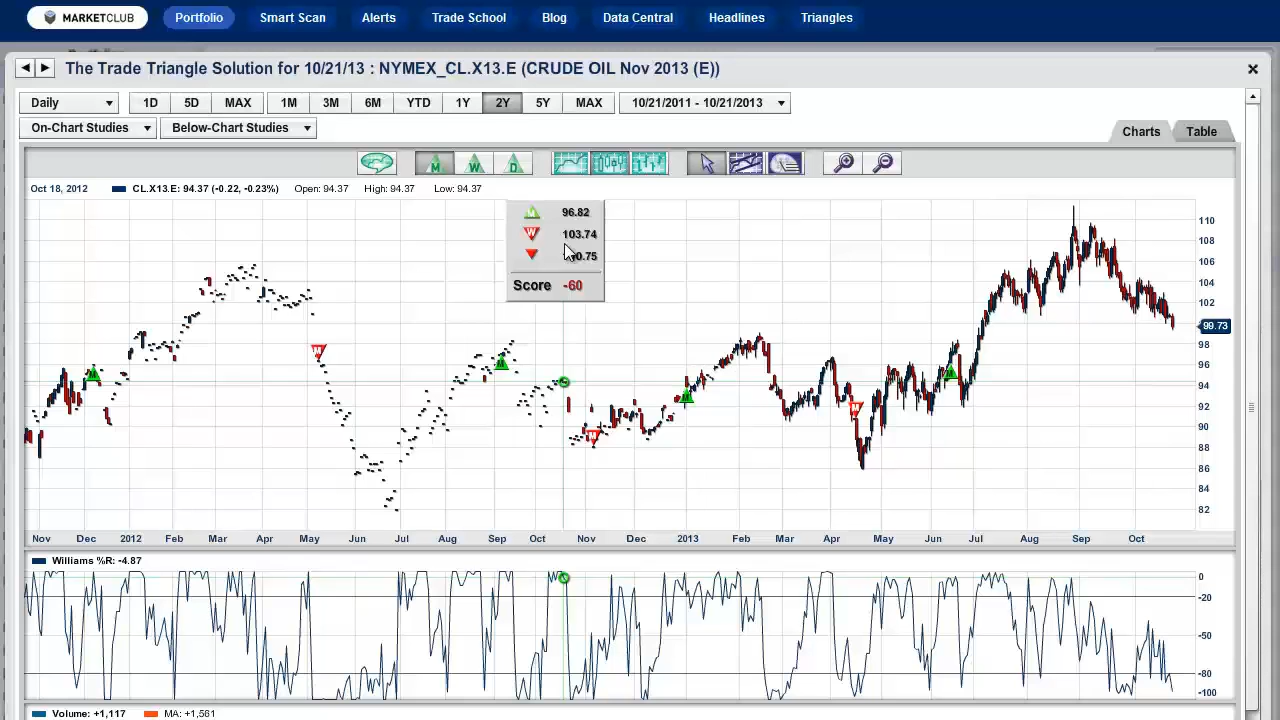 MARKETCLUB Portfolio Smart Scan Alerts Trade School Blog Data Central Headlines Triangles
The Trade Triangle Solution for 10/21/13 : NYMEX_CL.X13.E (CRUDE OIL Nov 2013 (E))
Daily 1D 5D MAX 1M 3M 6M YTD 1Y 2Y 5Y MAX 10/21/2011 - 10/21/2013
On-Chart Studies Below-Chart Studies Charts Table
M W D
Oct 18, 2012 CL.X13.E: 94.37 (-0.22, -0.23%) Open: 94.37 High: 94.37 Low: 94.37
M 96.82
W 103.74
0.75
Score -60
110
108
106
104
102
99.73
98
96
94
92
90
88
86
84
82
M W M W M W M
Nov Dec 2012 Feb Mar Apr May Jun Jul Aug Sep Oct Nov Dec 2013 Feb Mar Apr May Jun Jul Aug Sep Oct
Williams %R: -4.87
0
-20
-50
-80
-100
Volume: +1,117 MA: +1,561